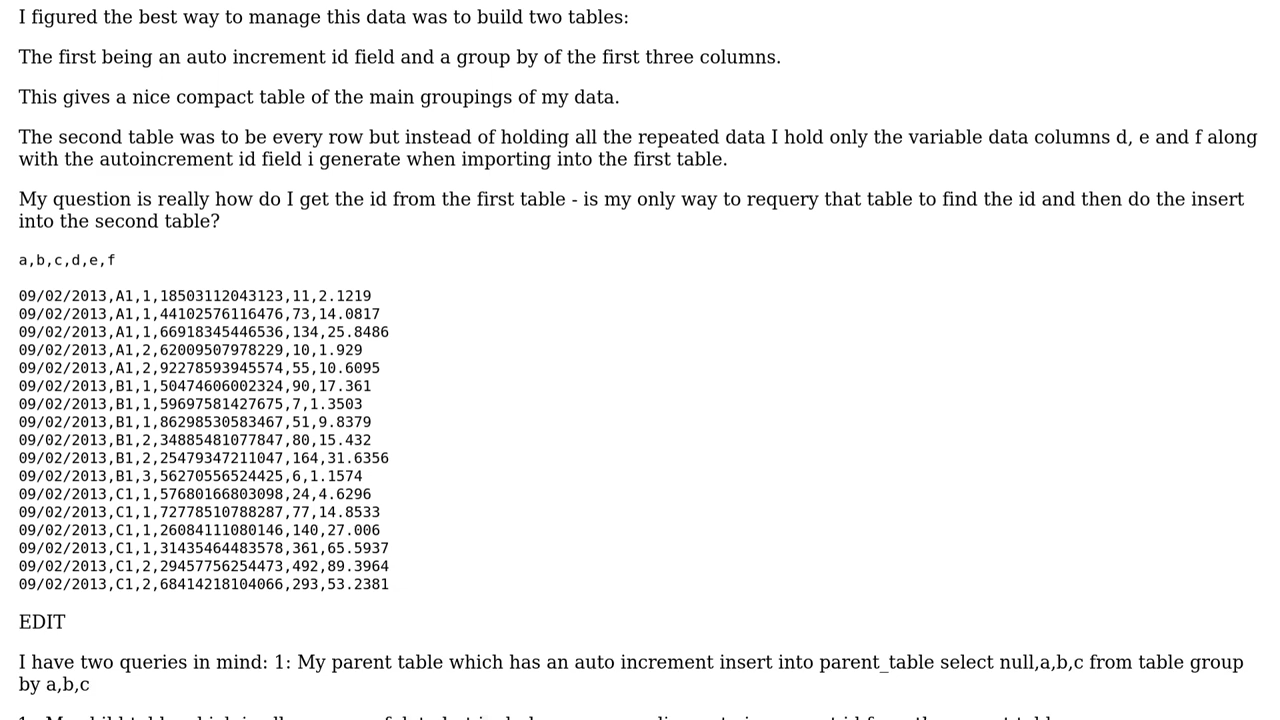 I figured the best way to manage this data was to build two tables:
The first being an auto increment id field and a group by of the first three columns.
This gives a nice compact table of the main groupings of my data.
The second table was to be every row but instead of holding all the repeated data I hold only the variable data columns d, e and f along
with the autoincrement id field i generate when importing into the first table.
My question is really how do I get the id from the first table - is my only way to requery that table to find the id and then do the insert
into the second table?
a,b,c,d,e,f
09/02/2013,A1,1,18503112043123,11,2.1219
09/02/2013,A1,1,44102576116476,73,14.0817
09/02/2013,A1,1,66918345446536,134,25.8486
09/02/2013,A1,2,62009507978229,10,1.929
09/02/2013,A1,2,92278593945574,55,10.6095
09/02/2013,B1,1,50474606002324,90,17.361
09/02/2013,B1,1,59697581427675,7,1.3503
09/02/2013,B1,1,86298530583467,51,9.8379
09/02/2013,B1,2,34885481077847,80,15.432
09/02/2013,B1,2,25479347211047,164,31.6356
09/02/2013,B1,3,56270556524425,6,1.1574
09/02/2013,C1,1,57680166803098,24,4.6296
09/02/2013,C1,1,72778510788287,77,14.8533
09/02/2013,C1,1,26084111080146,140,27.006
09/02/2013,C1,1,31435464483578,361,65.5937
09/02/2013,C1,2,29457756254473,492,89.3964
09/02/2013,C1,2,68414218104066,293,53.2381
EDIT
I have two queries in mind: 1: My parent table which has an auto increment insert into parent_table select null,a,b,c from table group
by a,b,c